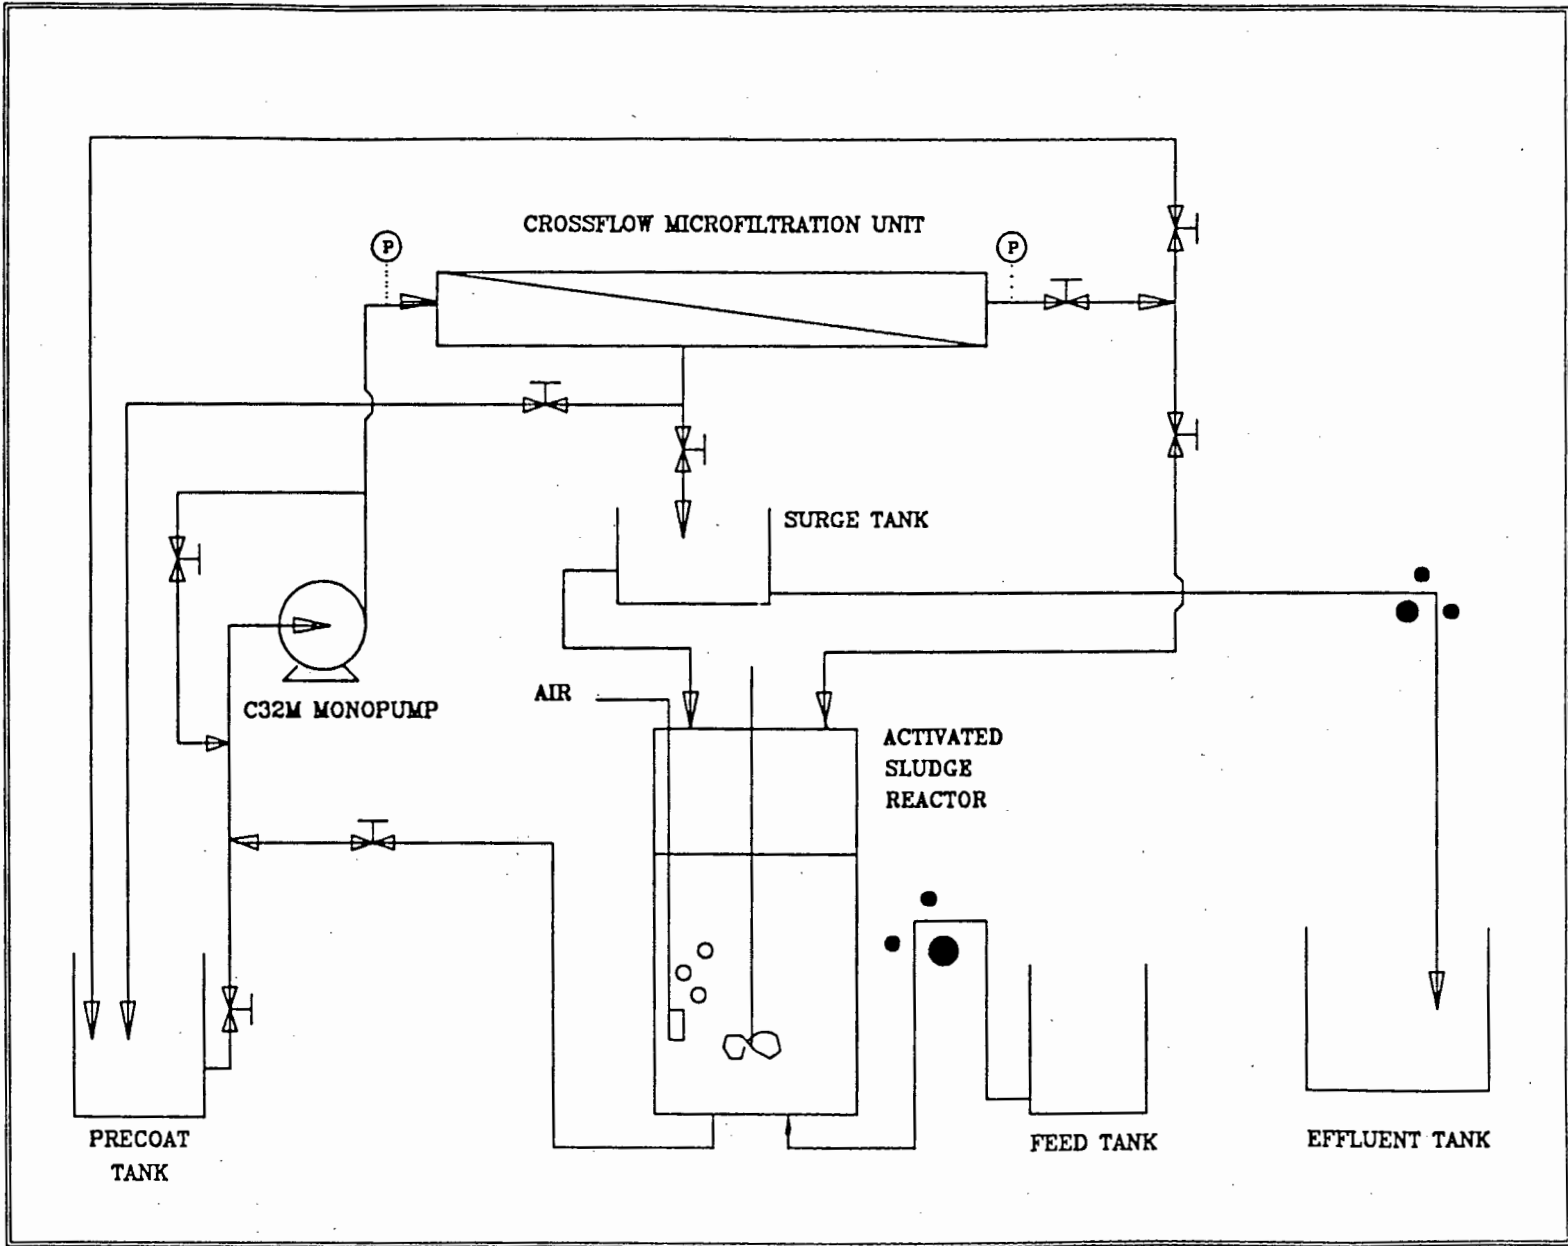 CROSSFLOW MICROFILTRATION UNIT
P
P
SURGE TANK
AIR
C32M MONOPUMP
ACTIVATED
SLUDGE
REACTOR
PRECOAT
TANK
FEED TANK
EFFLUENT TANK